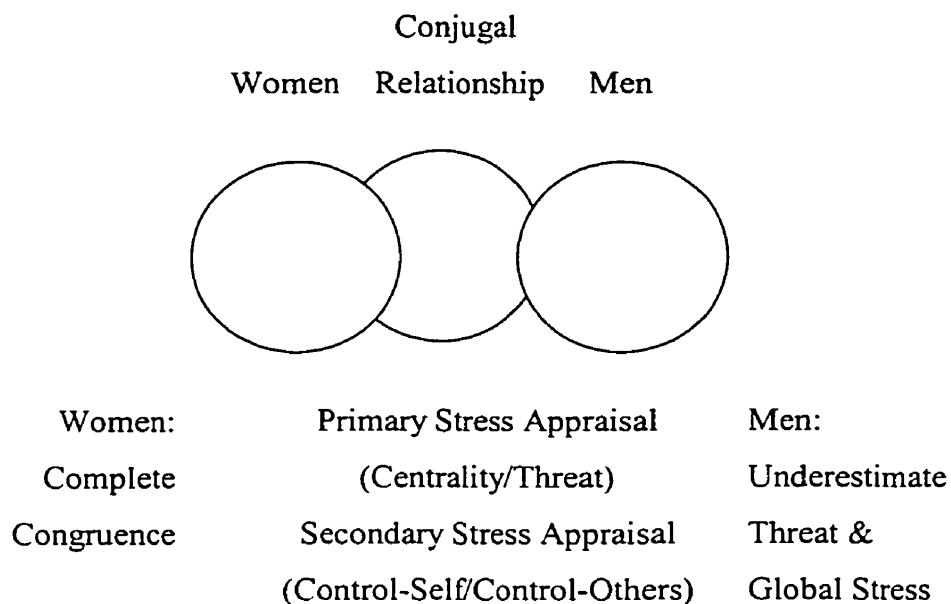 Conjugal
Women Relationship Men
Women: Primary Stress Appraisal Men:
Complete (Centrality/Threat) Underestimate
Congruence Secondary Stress Appraisal Threat &
(Control-Self/Control-Others) Global Stress